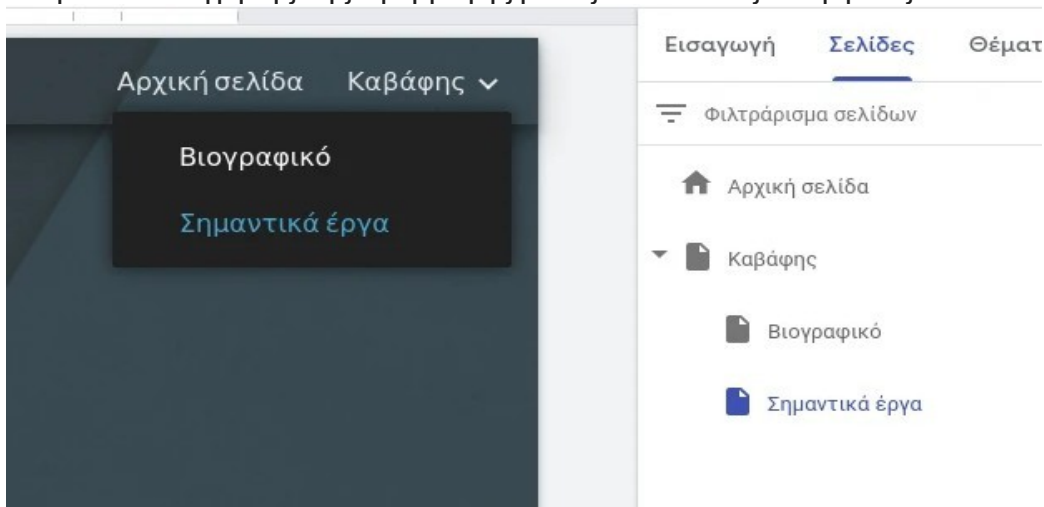 Εισαγωγή Σελίδες Θέματ
Αρχική σελίδα Καβάφης
Φιλτράρισμα σελίδων
Βιογραφικό
Αρχική σελίδα
Σημαντικά έργα
Καβάφης
Βιογραφικό
Σημαντικά έργα